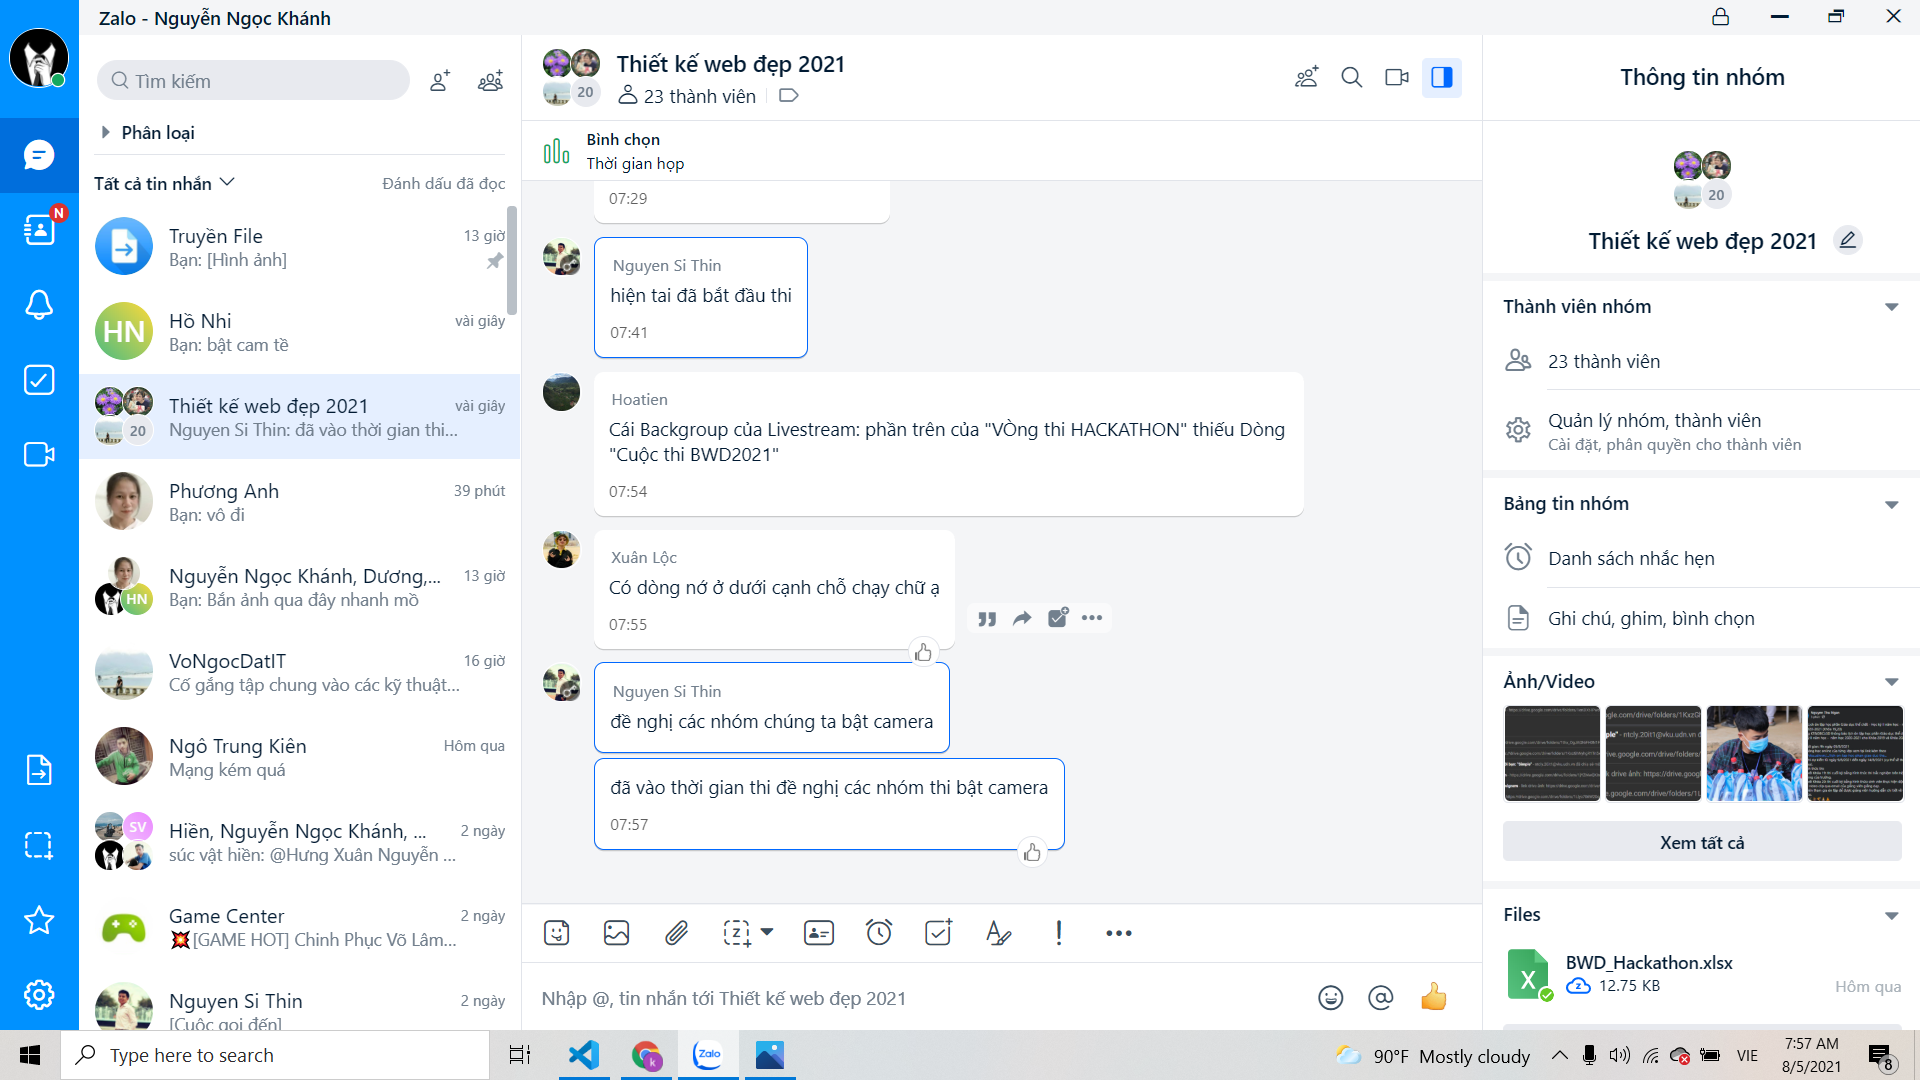 Zalo - Nguyễn Ngọc Khánh
Tìm kiếm
Phân loại
Tất cả tin nhắn
Đánh dấu đã đọc
N
Truyền File
13 giờ
Bạn: [Hình ảnh]
HN
Hồ Nhi
vài giây
Bạn: bật cam tề
20
Thiết kế web đẹp 2021
vài giây
Nguyen Si Thin: đã vào thời gian thi...
Phương Anh
39 phút
Bạn: vô đi
HN
Nguyễn Ngọc Khánh, Dương,...
13 giờ
Bạn: Bắn ảnh qua đây nhanh mồ
VoNgocDatIT
16 giờ
Cố gắng tập chung vào các kỹ thuật...
Ngô Trung Kiên
Hôm qua
Mạng kém quá
SV
Hiền, Nguyễn Ngọc Khánh, ...
2 ngày
súc vật hiền: @Hưng Xuân Nguyễn ...
Game Center
2 ngày
💥[GAME HOT] Chinh Phục Võ Lâm...
Nguyen Si Thin
2 ngày
[Cuộc gọi đến]
20
Thiết kế web đẹp 2021
23 thành viên
Bình chọn
Thời gian họp
07:29
Nguyen Si Thin
hiện tai đã bắt đầu thi
07:41
Hoatien
Cái Backgroup của Livestream: phần trên của "VÒng thi HACKATHON" thiếu Dòng
"Cuộc thi BWD2021"
07:54
Xuân Lộc
Có dòng nớ ở dưới cạnh chỗ chạy chữ ạ
07:55
Nguyen Si Thin
đề nghị các nhóm chúng ta bật camera
đã vào thời gian thi đề nghị các nhóm thi bật camera
07:57
Nhập @, tin nhắn tới Thiết kế web đẹp 2021
Thông tin nhóm
20
Thiết kế web đẹp 2021
Thành viên nhóm
23 thành viên
Quản lý nhóm, thành viên
Cài đặt, phân quyền cho thành viên
Bảng tin nhóm
Danh sách nhắc hẹn
Ghi chú, ghim, bình chọn
Ảnh/Video
Xem tất cả
Files
X
BWD_Hackathon.xlsx
12.75 KB
Hôm qua
Type here to search
k
Zalo
90°F Mostly cloudy
VIE
7:57 AM
8/5/2021
8